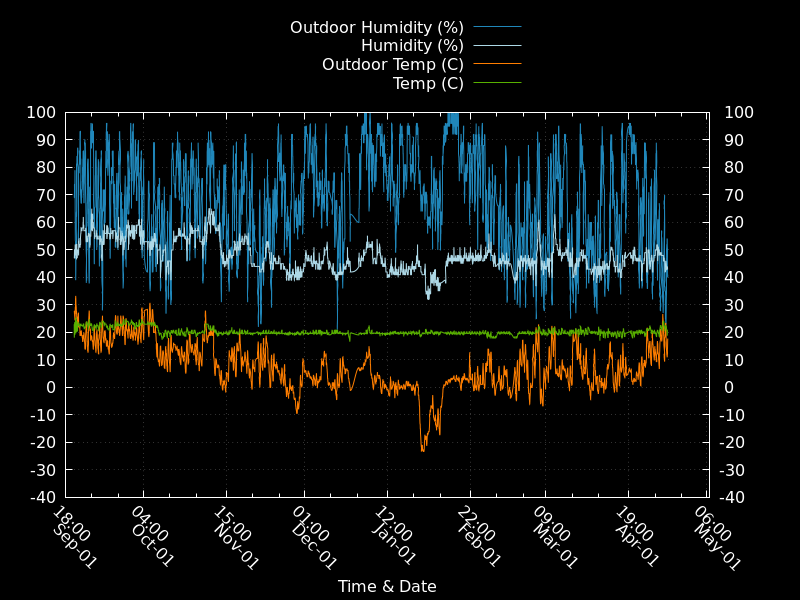 Outdoor Humidity (%)
Humidity (%)
Outdoor Temp (C)
Temp (C)
100 100
90 90
80 80
70 70
60 60
50 50
40 40
30 30
20 20
10 10
0 0
-10 -10
-20 -20
-30 -30
-40 -40
18:00 Sep-01
04:00 Oct-01
15:00 Nov-01
01:00 Dec-01
12:00 Jan-01
22:00 Feb-01
09:00 Mar-01
19:00 Apr-01
06:00 May-01
Time & Date